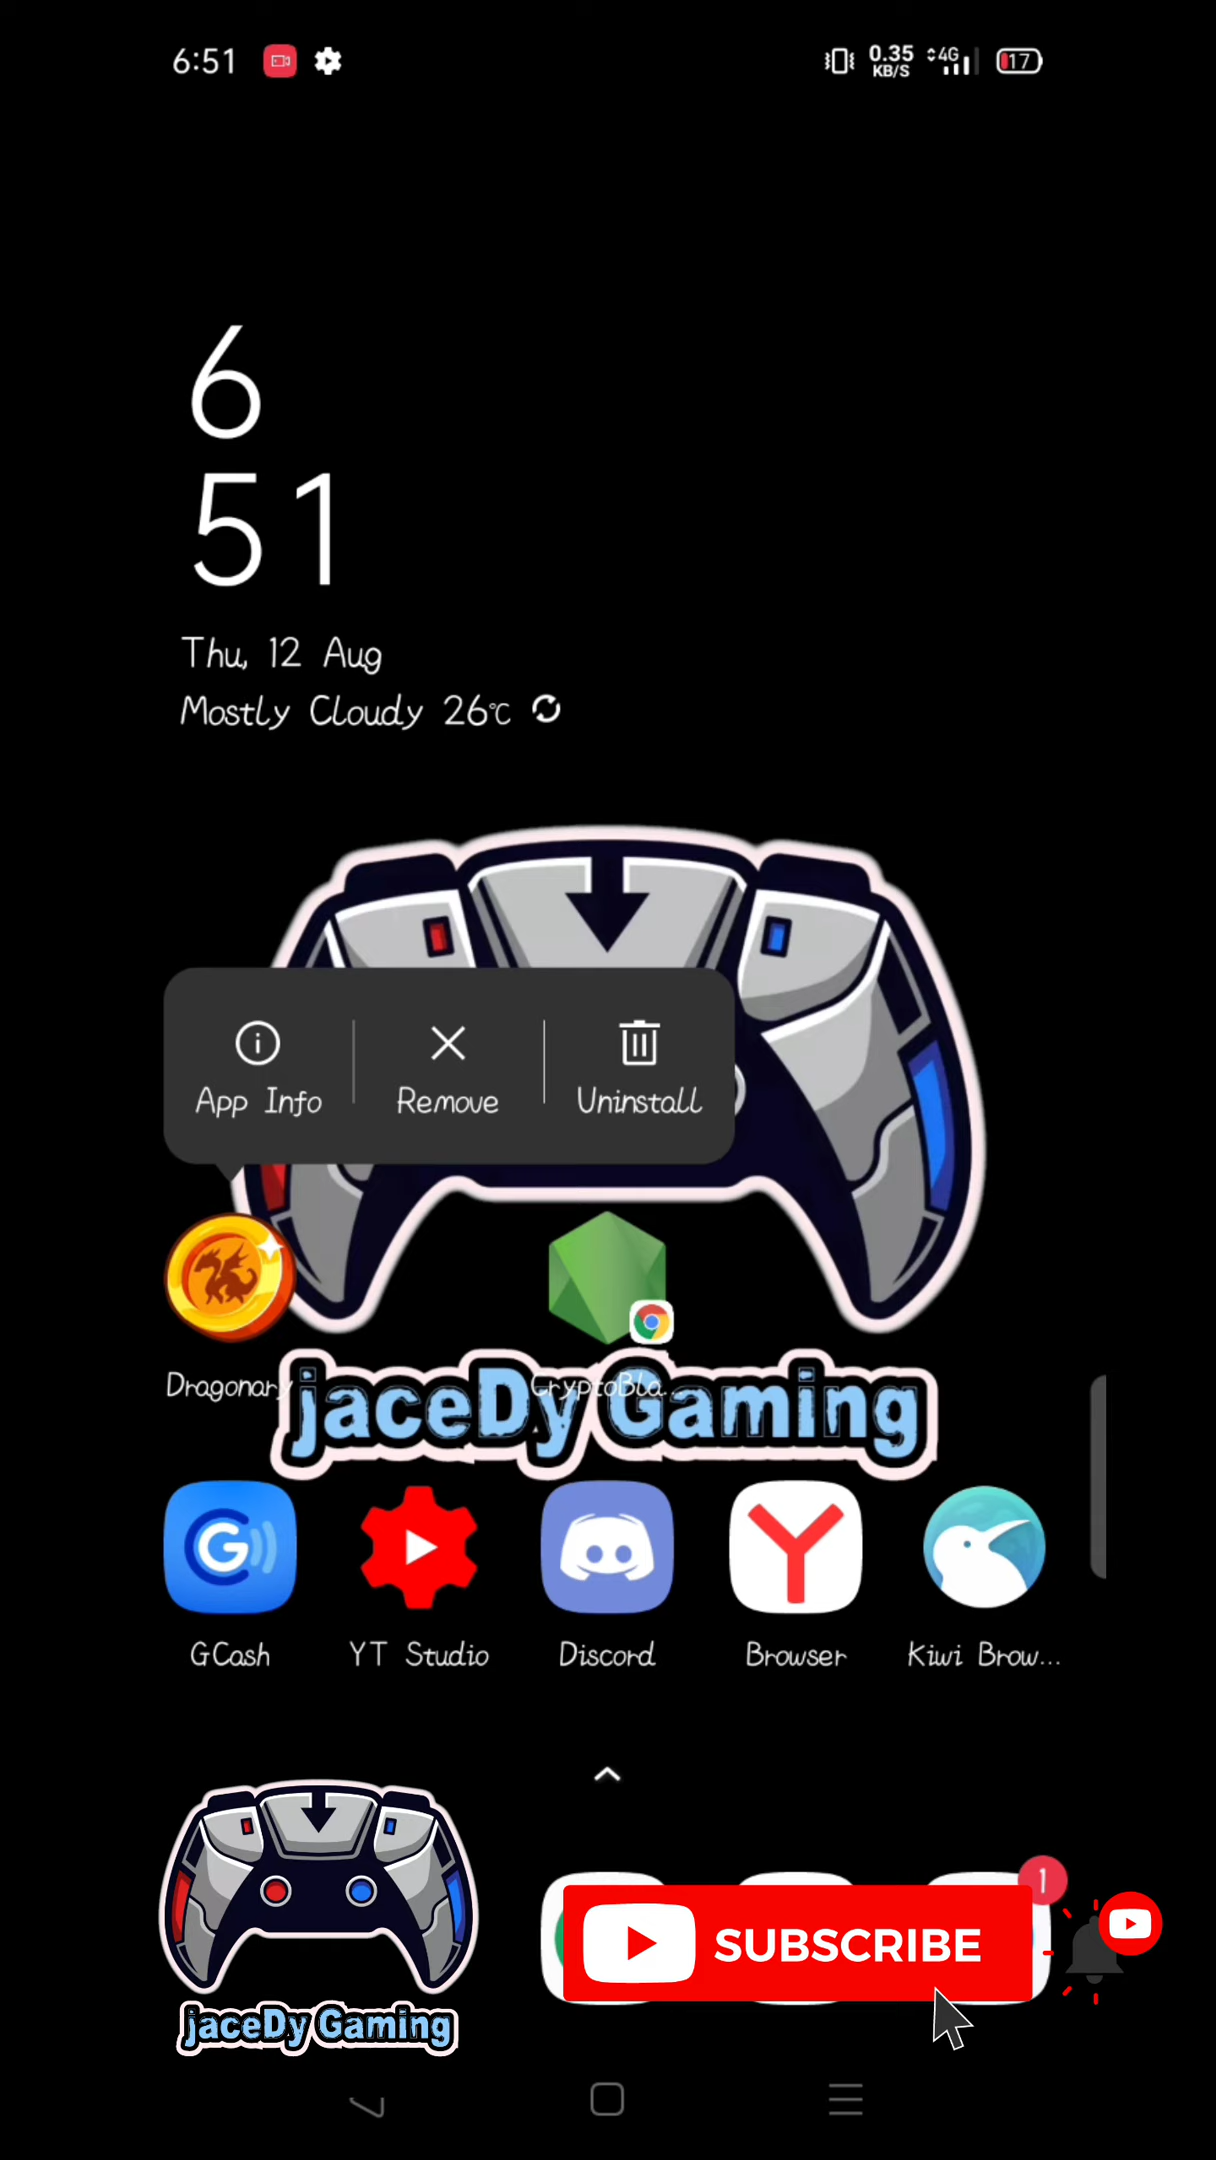 6:51
0.35
KB/S
4G
17
6
51
Thu, 12 Aug
Mostly Cloudy 26°C
App Info
Remove
Uninstall
Dragonary
CryptoBla...
jaceDy Gaming
GCash
YT Studio
Discord
Browser
Kiwi Brow...
1
SUBSCRIBE
jaceDy Gaming